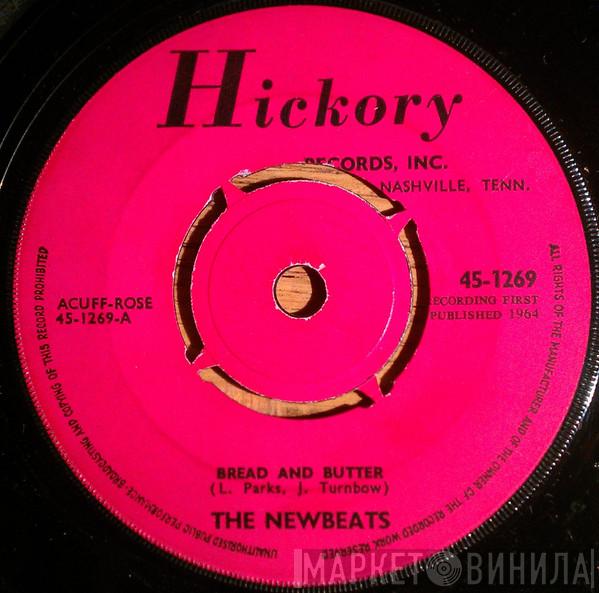 Hickory
RECORDS, INC.
NASHVILLE, TENN.
45-1269
RECORDING FIRST
PUBLISHED 1964
ACUFF-ROSE
45-1269-A
BREAD AND BUTTER
(L. Parks, J. Turnbow)
THE NEWBEATS
ALL RIGHTS OF THE MANUFACTURER AND OF THE OWNER OF THE RECORDED WORK RESERVED
UNAUTHORISED PUBLIC PERFORMANCE BROADCASTING AND COPYING OF THIS RECORD PROHIBITED
МАРКЕТ ВИНИЛА